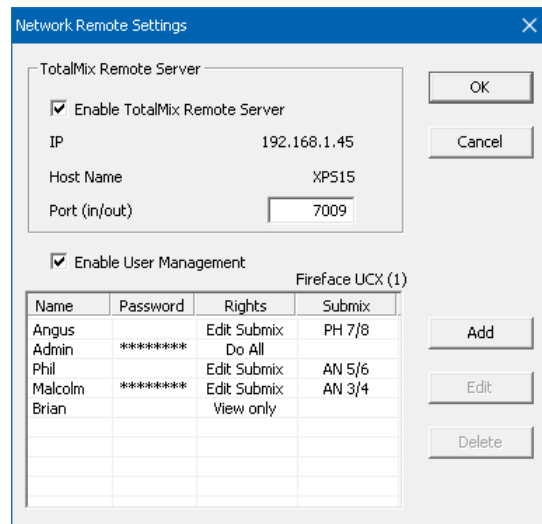 Network Remote Settings
TotalMix Remote Server
OK
Enable TotalMix Remote Server
IP 192.168.1.45
Cancel
Host Name XPS15
Port (in/out) 7009
Enable User Management
Fireface UCX (1)
Name Password Rights Submix
Angus Edit Submix PH 7/8
Add
Admin ******** Do All
Phil Edit Submix AN 5/6
Malcolm ******** Edit Submix AN 3/4
Edit
Brian View only
Delete